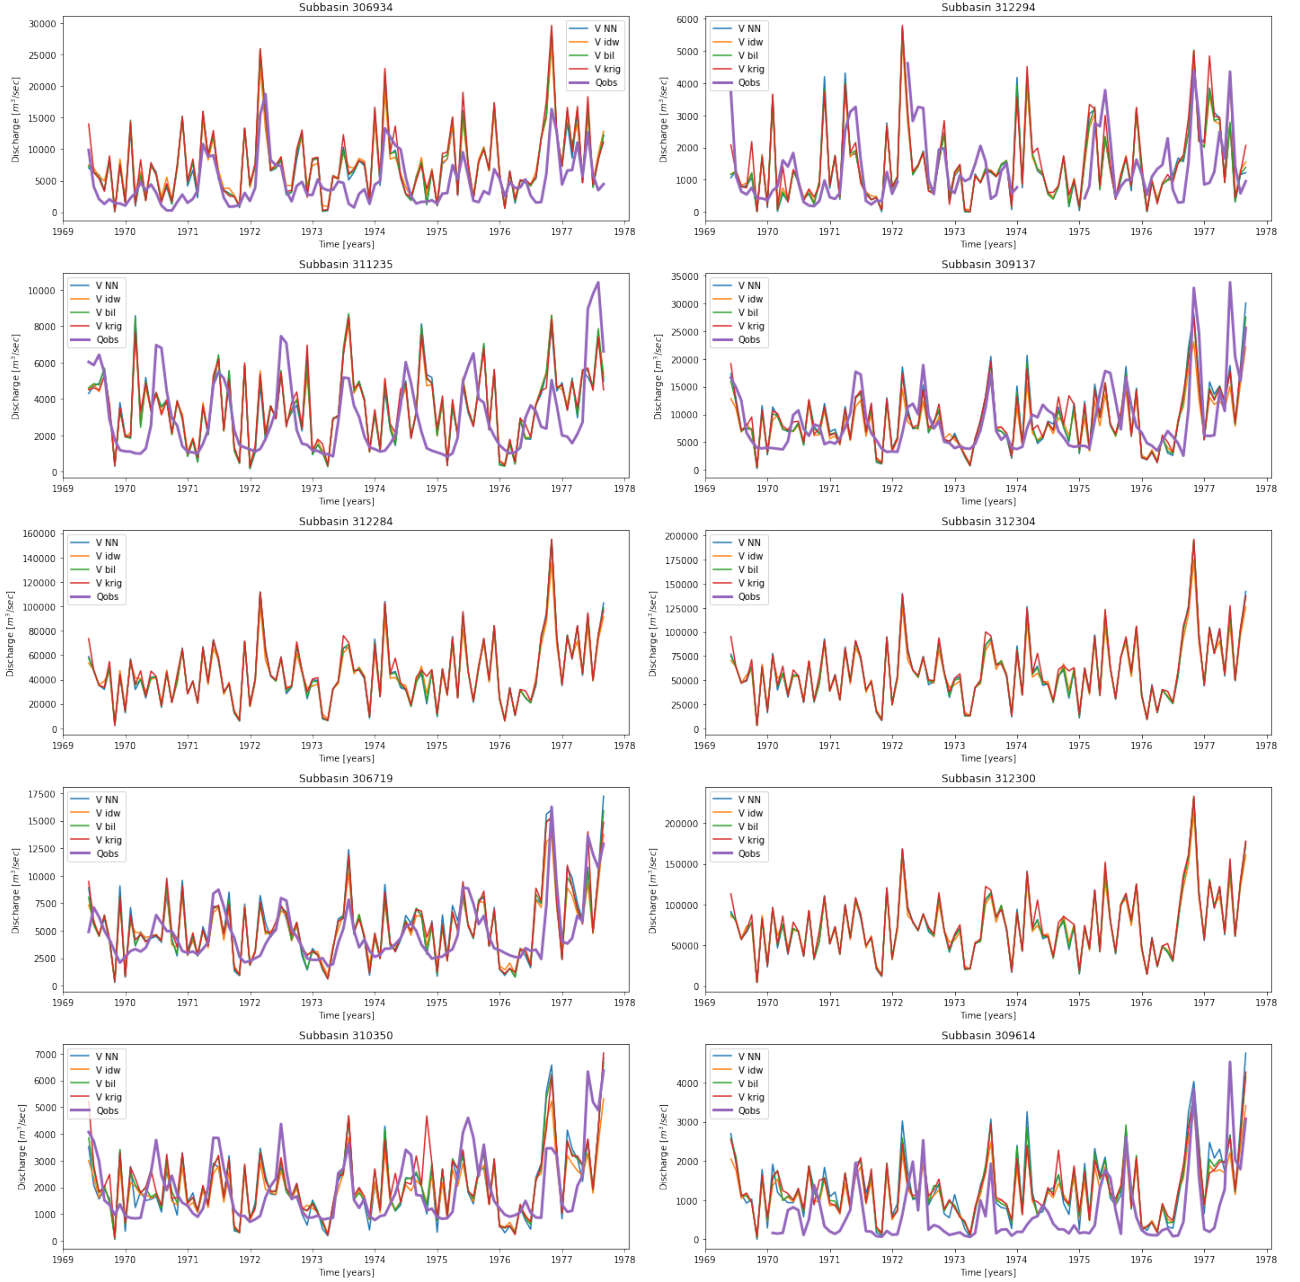 Subbasin 306934
30000
25000
20000
15000
10000
5000
0
Discharge [m³/sec]
V NN
V idw
V bil
V krig
Qobs
1969 1970 1971 1972 1973 1974 1975 1976 1977 1978
Time [years]
Subbasin 312294
6000
5000
4000
3000
2000
1000
0
Discharge [m³/sec]
V NN
V idw
V bil
V krig
Qobs
1969 1970 1971 1972 1973 1974 1975 1976 1977 1978
Time [years]
Subbasin 311235
10000
8000
6000
4000
2000
0
Discharge [m³/sec]
V NN
V idw
V bil
V krig
Qobs
1969 1970 1971 1972 1973 1974 1975 1976 1977 1978
Time [years]
Subbasin 309137
35000
30000
25000
20000
15000
10000
5000
0
Discharge [m³/sec]
V NN
V idw
V bil
V krig
Qobs
1969 1970 1971 1972 1973 1974 1975 1976 1977 1978
Time [years]
Subbasin 312284
160000
140000
120000
100000
80000
60000
40000
20000
0
Discharge [m³/sec]
V NN
V idw
V bil
V krig
Qobs
1969 1970 1971 1972 1973 1974 1975 1976 1977 1978
Time [years]
Subbasin 312304
200000
175000
150000
125000
100000
75000
50000
25000
0
Discharge [m³/sec]
V NN
V idw
V bil
V krig
Qobs
1969 1970 1971 1972 1973 1974 1975 1976 1977 1978
Time [years]
Subbasin 306719
17500
15000
12500
10000
7500
5000
2500
0
Discharge [m³/sec]
V NN
V idw
V bil
V krig
Qobs
1969 1970 1971 1972 1973 1974 1975 1976 1977 1978
Time [years]
Subbasin 312300
200000
150000
100000
50000
0
Discharge [m³/sec]
V NN
V idw
V bil
V krig
Qobs
1969 1970 1971 1972 1973 1974 1975 1976 1977 1978
Time [years]
Subbasin 310350
7000
6000
5000
4000
3000
2000
1000
0
Discharge [m³/sec]
V NN
V idw
V bil
V krig
Qobs
1969 1970 1971 1972 1973 1974 1975 1976 1977 1978
Time [years]
Subbasin 309614
4000
3000
2000
1000
0
Discharge [m³/sec]
V NN
V idw
V bil
V krig
Qobs
1969 1970 1971 1972 1973 1974 1975 1976 1977 1978
Time [years]